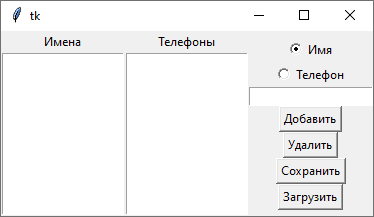 tk
Имена
Телефоны
Имя
Телефон
Добавить
Удалить
Сохранить
Загрузить